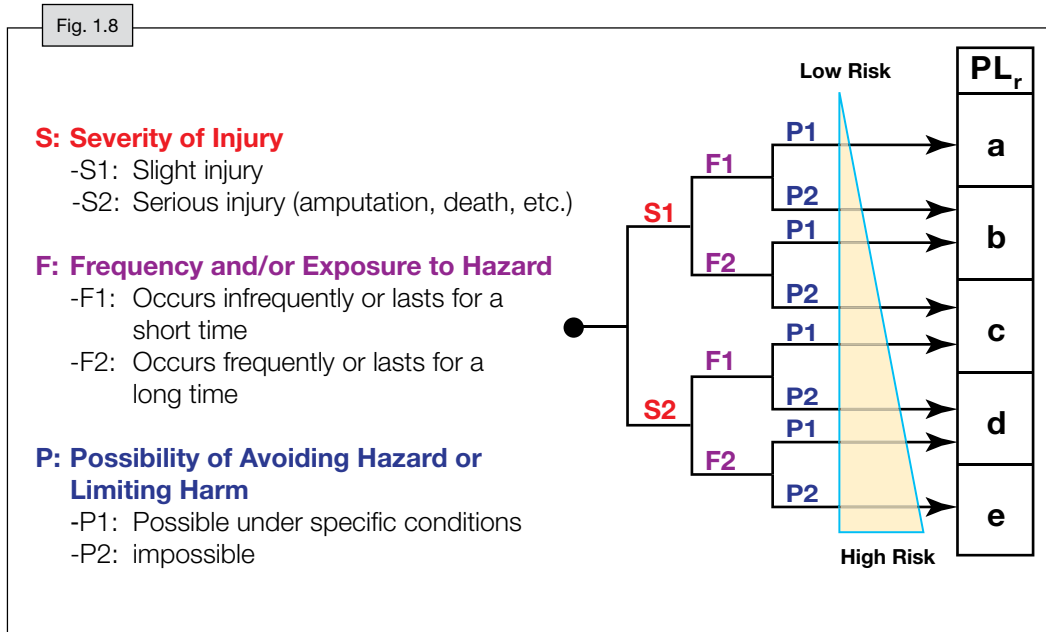 Fig. 1.8
S: Severity of Injury
-S1: Slight injury
-S2: Serious injury (amputation, death, etc.)
F: Frequency and/or Exposure to Hazard
-F1: Occurs infrequently or lasts for a
short time
-F2: Occurs frequently or lasts for a
long time
P: Possibility of Avoiding Hazard or
Limiting Harm
-P1: Possible under specific conditions
-P2: impossible
S1
S2
F1
F2
F1
F2
P1
P2
P1
P2
P1
P2
P1
P2
Low Risk
High Risk
PLr
a
b
c
d
e